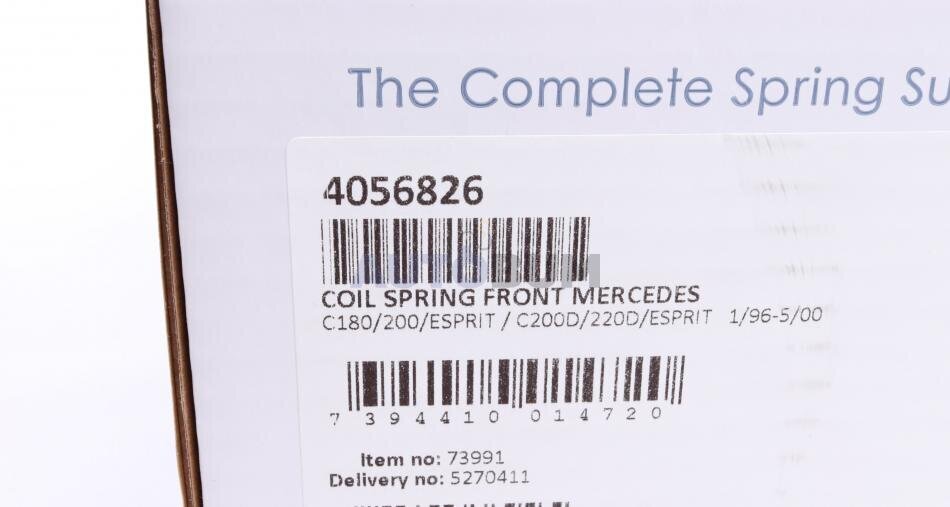 The Complete Spring Su
4056826
AUTODUM
COIL SPRING FRONT MERCEDES
C180/200/ESPRIT / C200D/220D/ESPRIT 1/96-5/00
7 394410 014720
Item no: 73991
Delivery no: 5270411